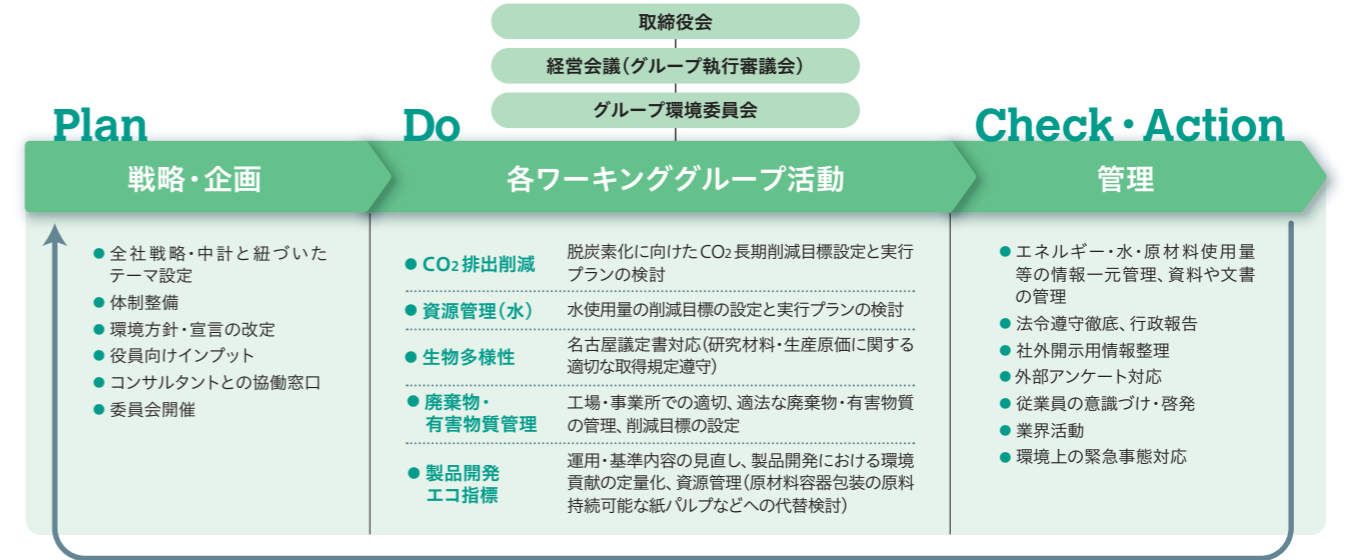 取締役会
経営会議（グループ執行審議会）
グループ環境委員会
Plan
戦略・企画
● 全社戦略・中計と紐づいた
テーマ設定
● 体制整備
● 環境方針・宣言の改定
● 役員向けインプット
● コンサルタントとの協働窓口
● 委員会開催
Do
各ワーキンググループ活動
● CO₂排出削減
脱炭素化に向けたCO₂長期削減目標設定と実行
プランの検討
● 資源管理（水）
水使用量の削減目標の設定と実行プランの検討
● 生物多様性
名古屋議定書対応（研究材料・生産原価に関する
適切な取得規定遵守）
● 廃棄物・
有害物質管理
工場・事業所での適切、適法な廃棄物・有害物質
の管理、削減目標の設定
● 製品開発
エコ指標
運用・基準内容の見直し、製品開発における環境
貢献の定量化、資源管理（原材料容器包装の原料
持続可能な紙パルプなどへの代替検討）
Check・Action
管理
● エネルギー・水・原材料使用量
等の情報一元管理、資料や文書
の管理
● 法令遵守徹底、行政報告
● 社外開示用情報整理
● 外部アンケート対応
● 従業員の意識づけ・啓発
● 業界活動
● 環境上の緊急事態対応